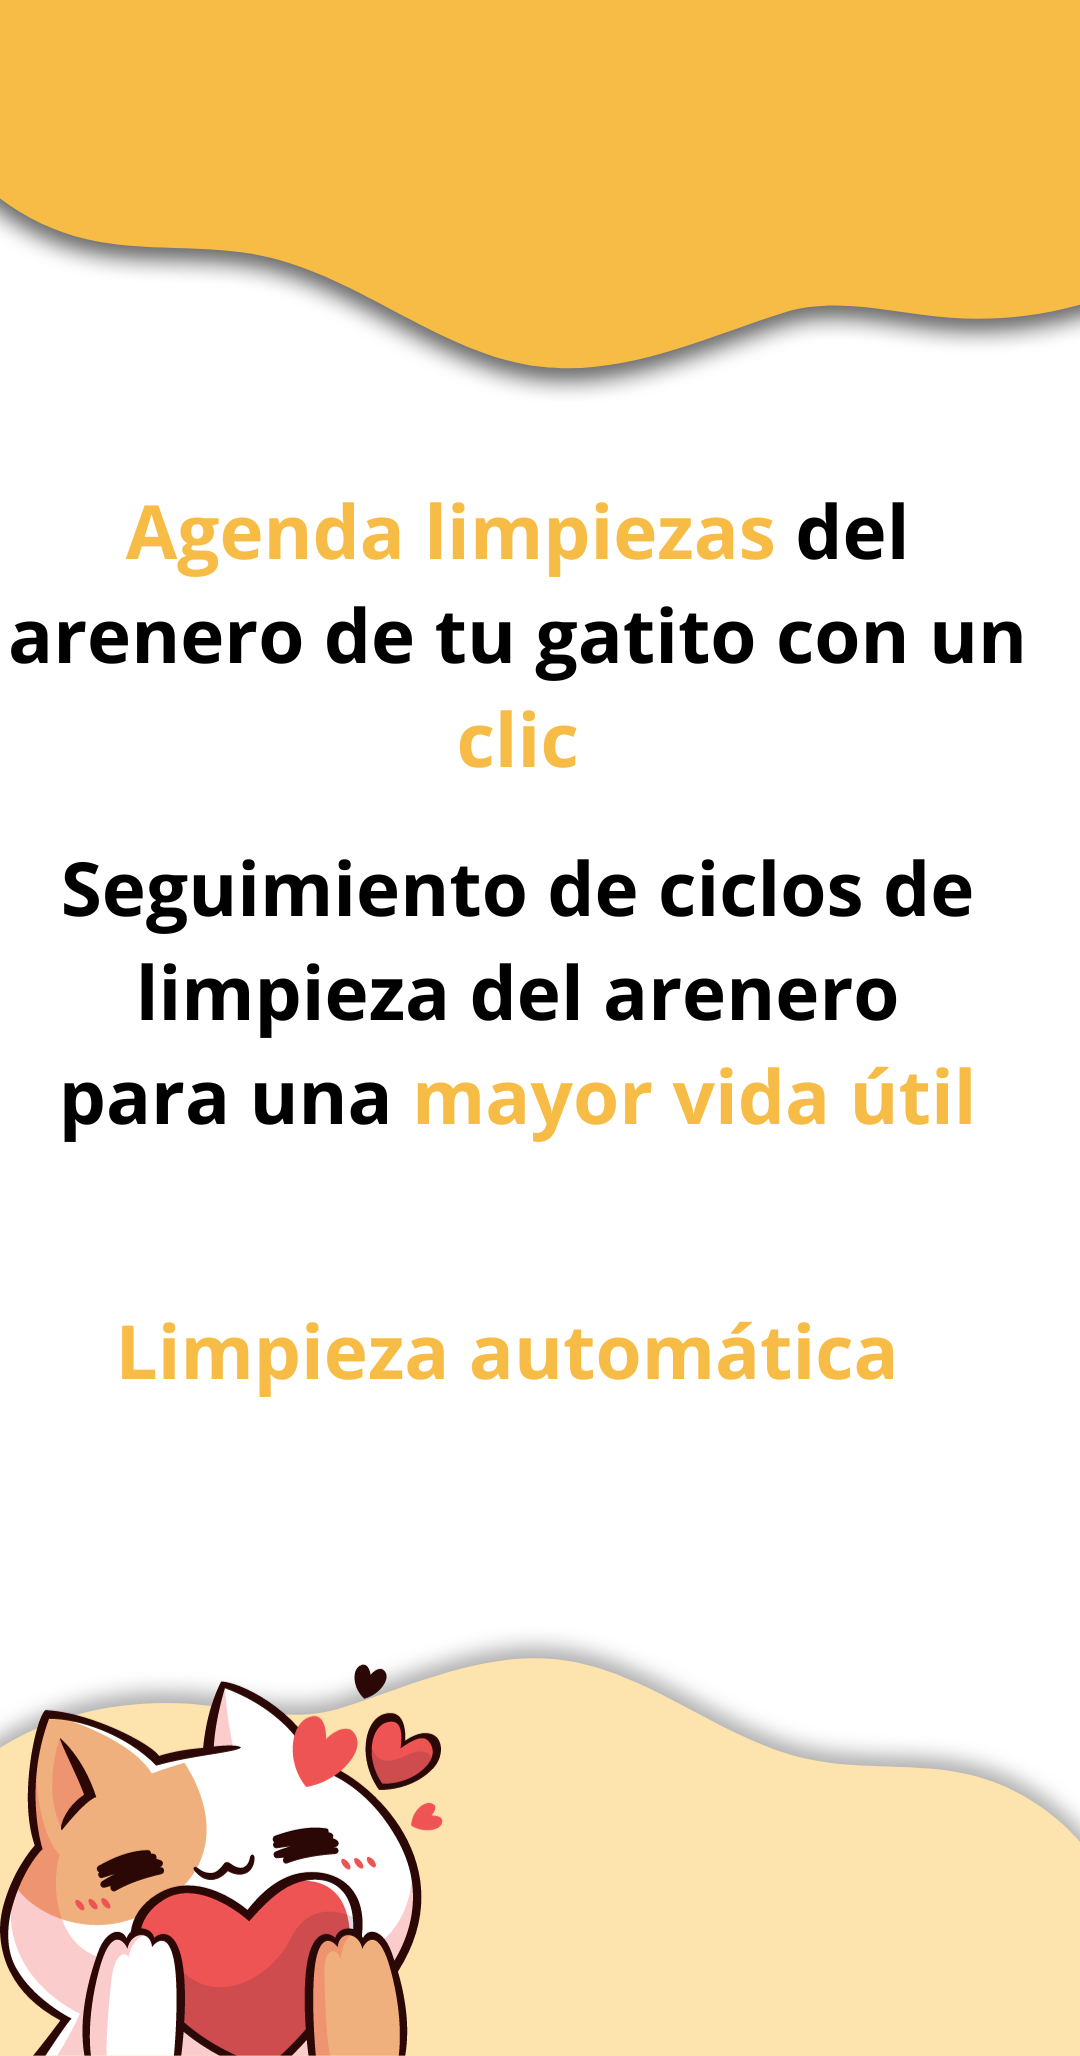 Agenda limpiezas del
arenero de tu gatito con un
clic
Seguimiento de ciclos de
limpieza del arenero
para una mayor vida útil
Limpieza automática